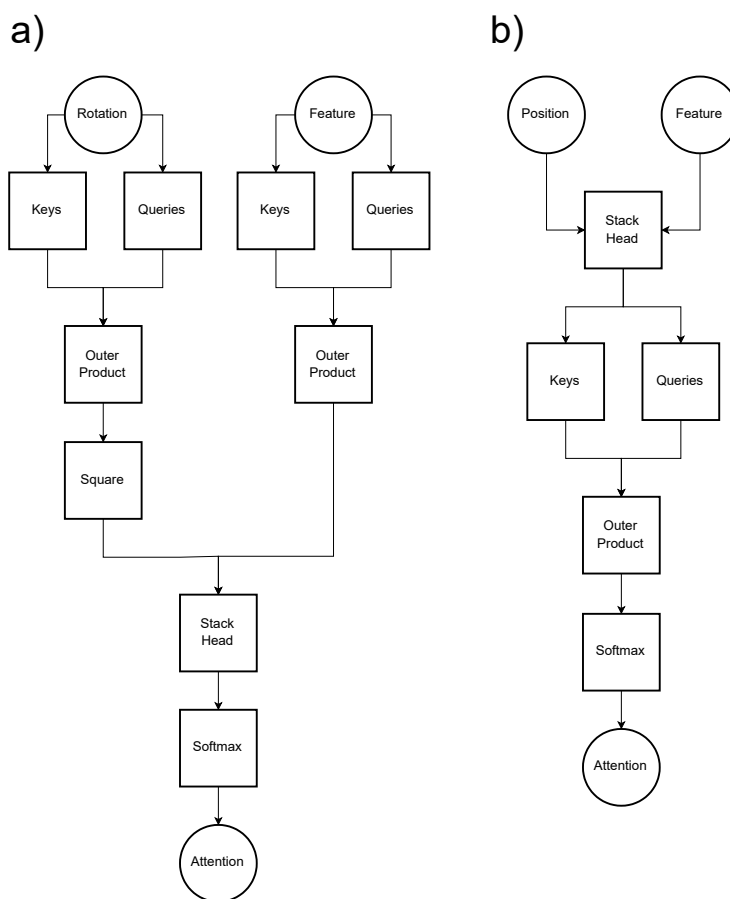 a)
Rotation
Feature
Keys
Queries
Keys
Queries
Outer
Product
Outer
Product
Square
Stack
Head
Softmax
Attention
b)
Position
Feature
Stack
Head
Keys
Queries
Outer
Product
Softmax
Attention